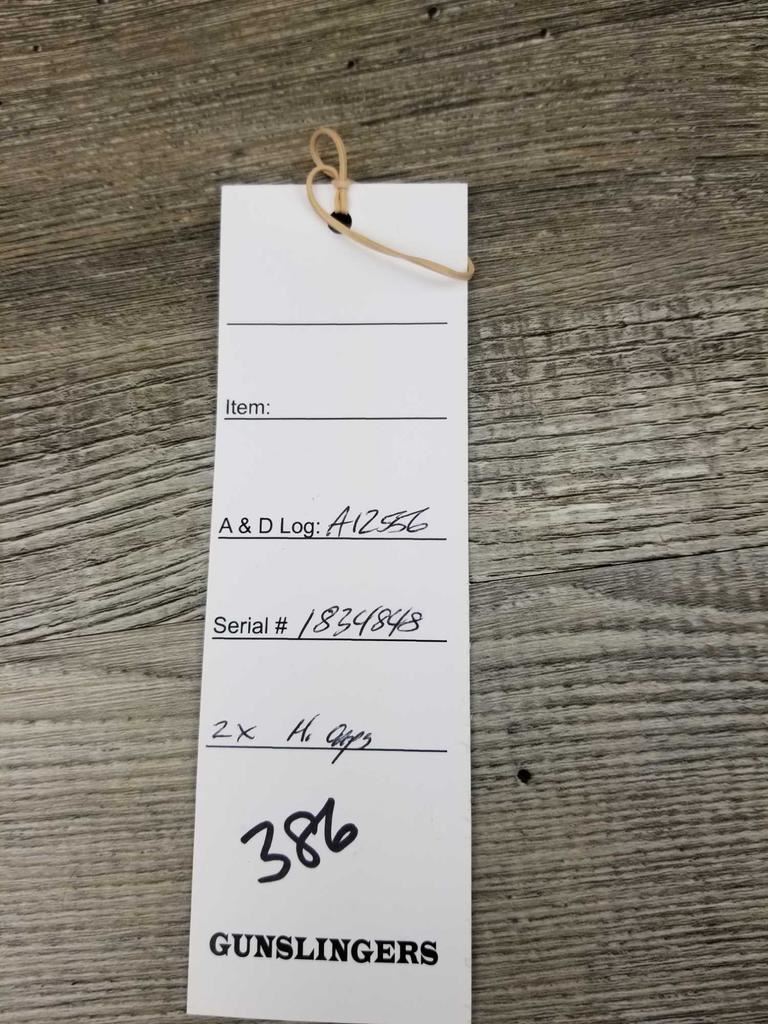 Item:
A & D Log: A12556
Serial # 1834848
2x Hi Caps
386
GUNSLINGERS